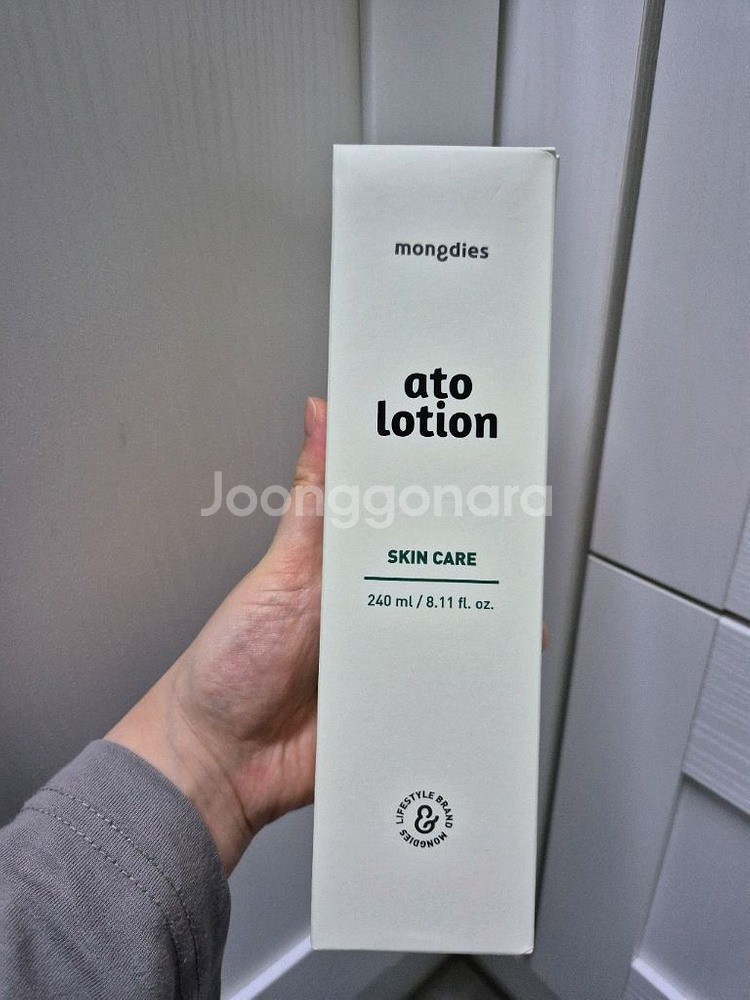 mongdies
ato
lotion
Joonggonara
SKIN CARE
240 ml / 8.11 fl. oz.
LIFESTYLE BRAND MONGDIES
&